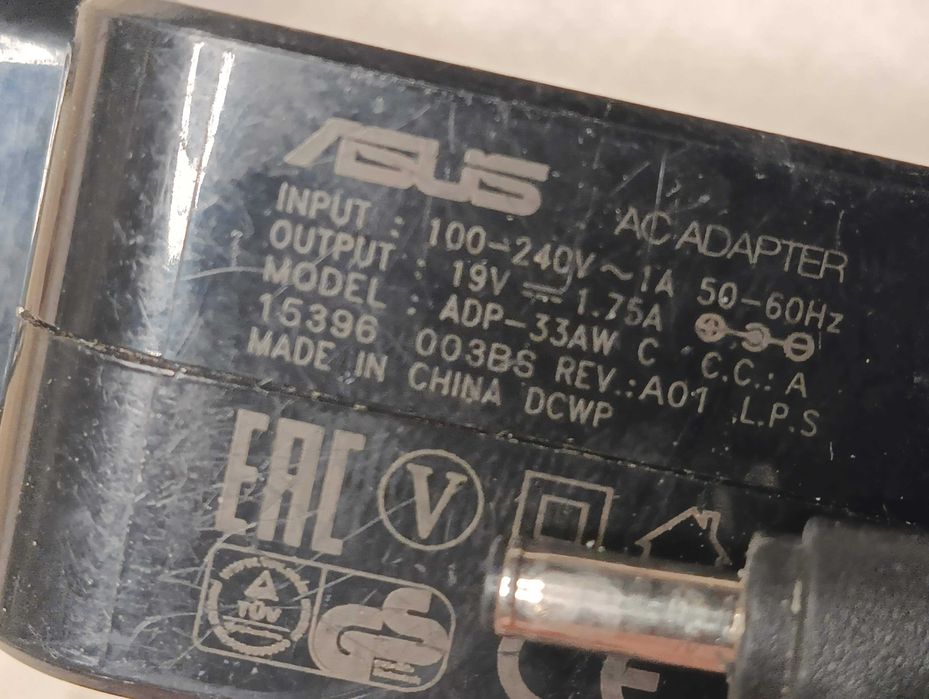 ASUS
AC ADAPTER
INPUT : 100-240V~1A 50-60Hz
OUTPUT : 19V⎓1.75A
MODEL : ADP-33AW C C.C.: A
15396 003BS REV.:A01 L.P.S
MADE IN CHINA DCWP
EAC
V
TÜV
GS
CE